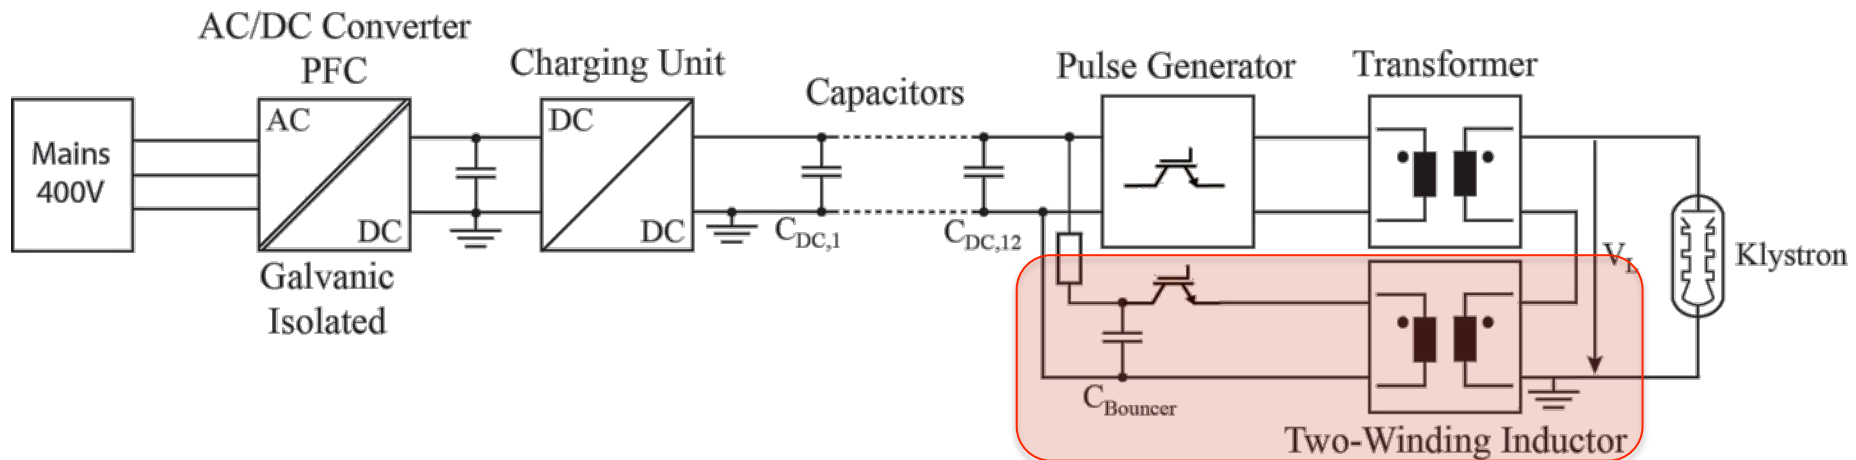 AC/DC Converter
PFC
Charging Unit
Capacitors
Pulse Generator
Transformer
Mains
400V
AC
DC
DC
DC
C_DC,1
C_DC,12
V_L
Klystron
Galvanic
Isolated
C_Bouncer
Two-Winding Inductor